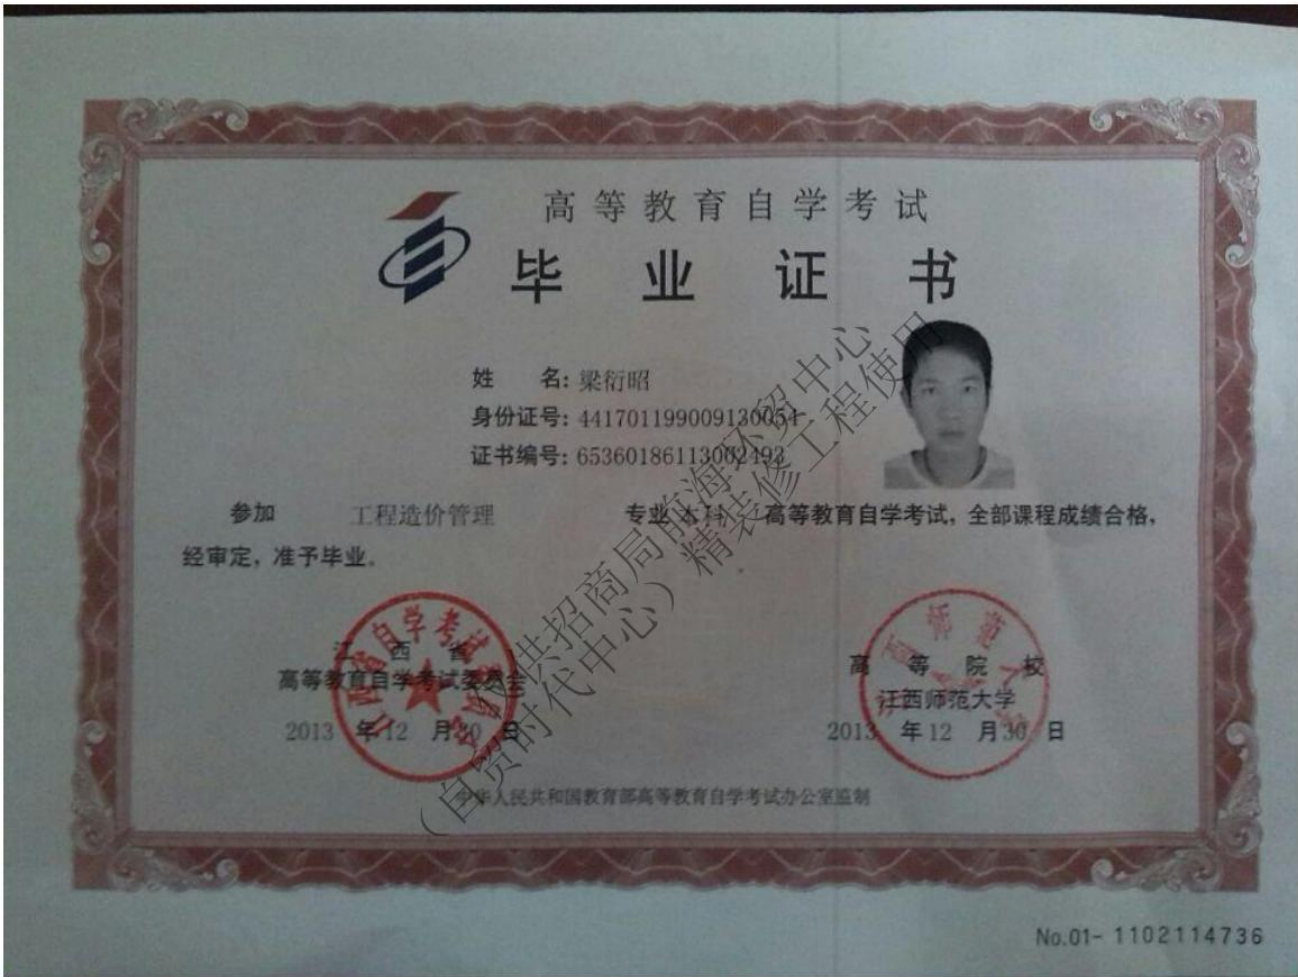 高等教育自学考试
毕业证书
姓 名: 梁衍昭
身份证号: 441701199009130054
证书编号: 65360186113002493
参加 工程造价管理 专业 本科 高等教育自学考试, 全部课程成绩合格,
经审定, 准予毕业。
江西省
高等教育自学考试委员会
2013 年 12 月 30 日
高等院校
江西师范大学
2013 年 12 月 30 日
中华人民共和国教育部高等教育自学考试办公室监制
No.01- 1102114736
仅供招商局前海环贸中心
(自贸时代中心) 精装修工程使用